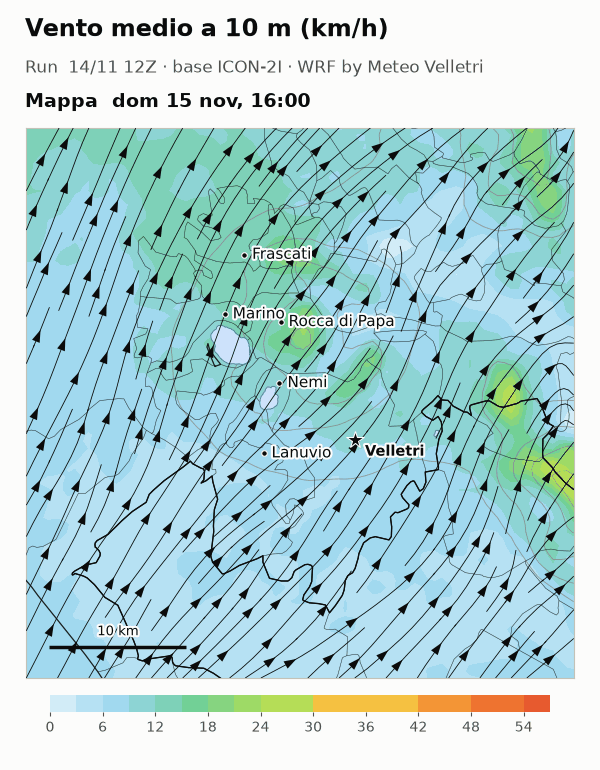 Vento medio a 10 m (km/h)
Run  14/11 12Z · base ICON-2I · WRF by Meteo Velletri
Mappa  dom 15 nov, 16:00
Frascati
Marino
Rocca di Papa
Nemi
Velletri
Lanuvio
10 km
0 6 12 18 24 30 36 42 48 54